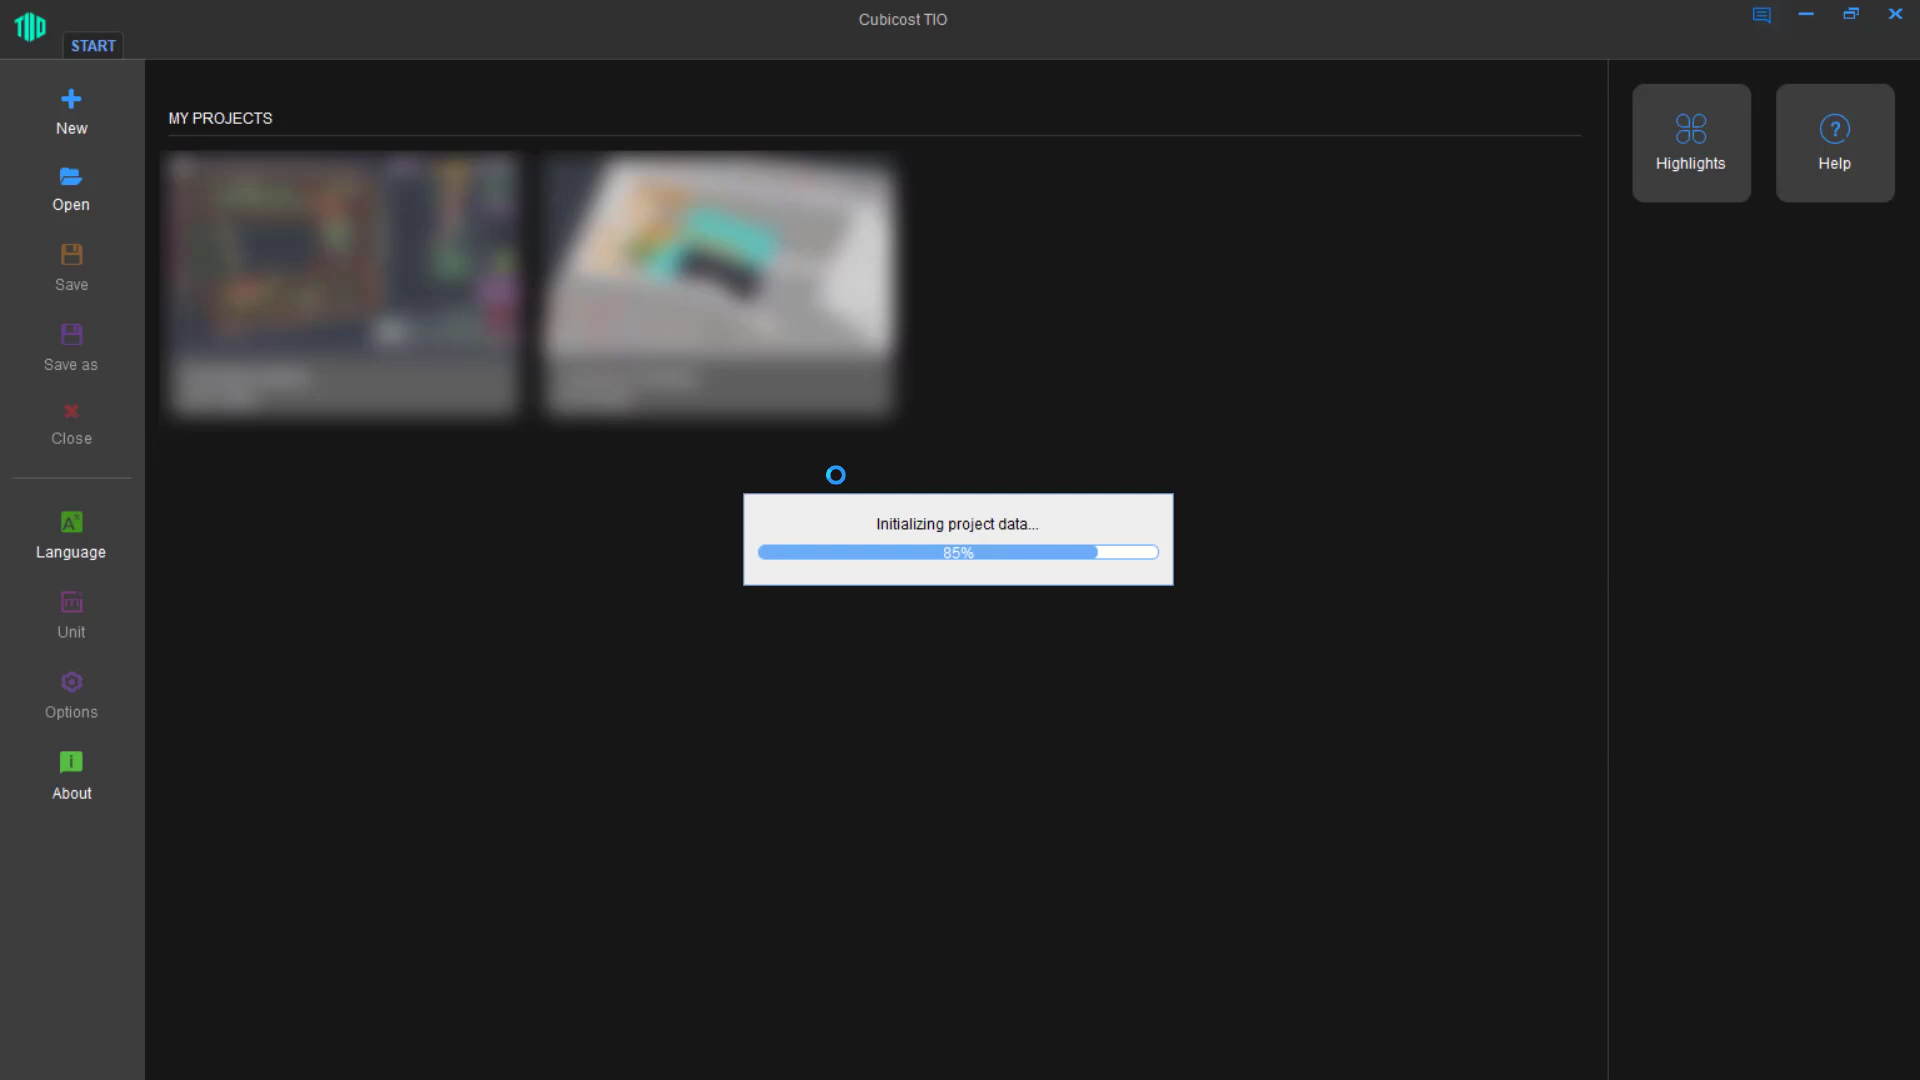 Cubicost TIO
TIO
START
New
Open
Save
Save as
Close
Language
Unit
Options
About
MY PROJECTS
Initializing project data...
85%
Highlights
Help